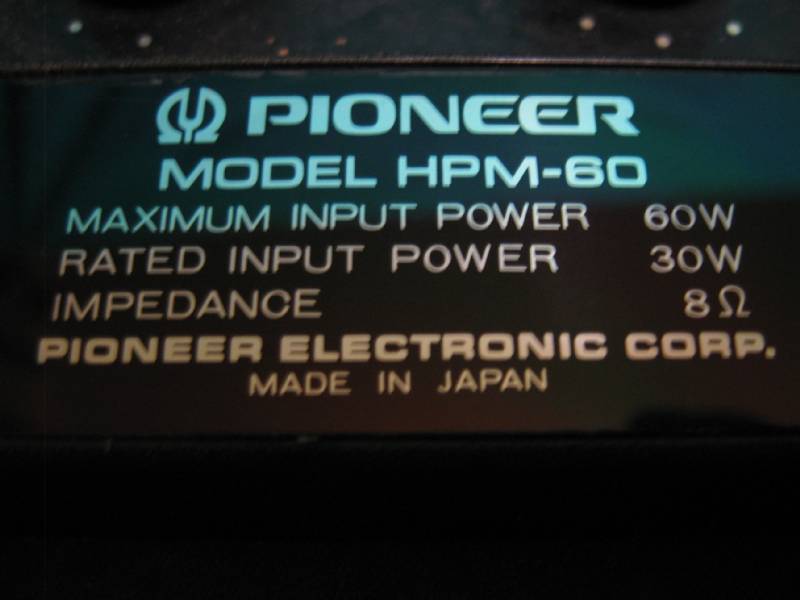 PIONEER
MODEL HPM-60
MAXIMUM INPUT POWER 60W
RATED INPUT POWER 30W
IMPEDANCE 8Ω
PIONEER ELECTRONIC CORP.
MADE IN JAPAN